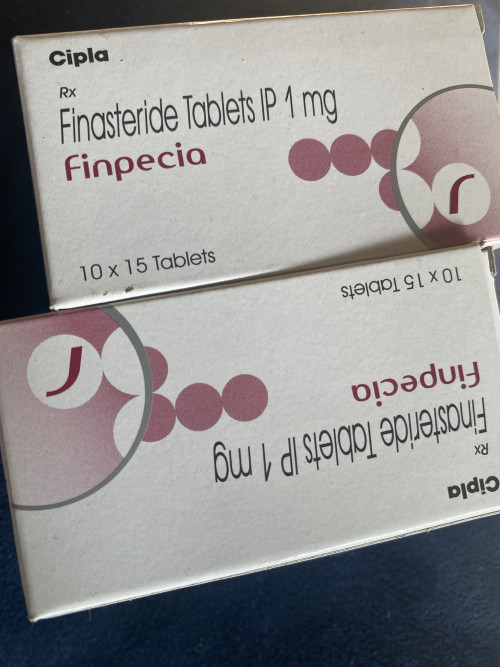 Cipla
Rx
Finasteride Tablets IP 1 mg
Finpecia
10 x 15 Tablets
Cipla
Rx
Finasteride Tablets IP 1 mg
Finpecia
10 x 15 Tablets